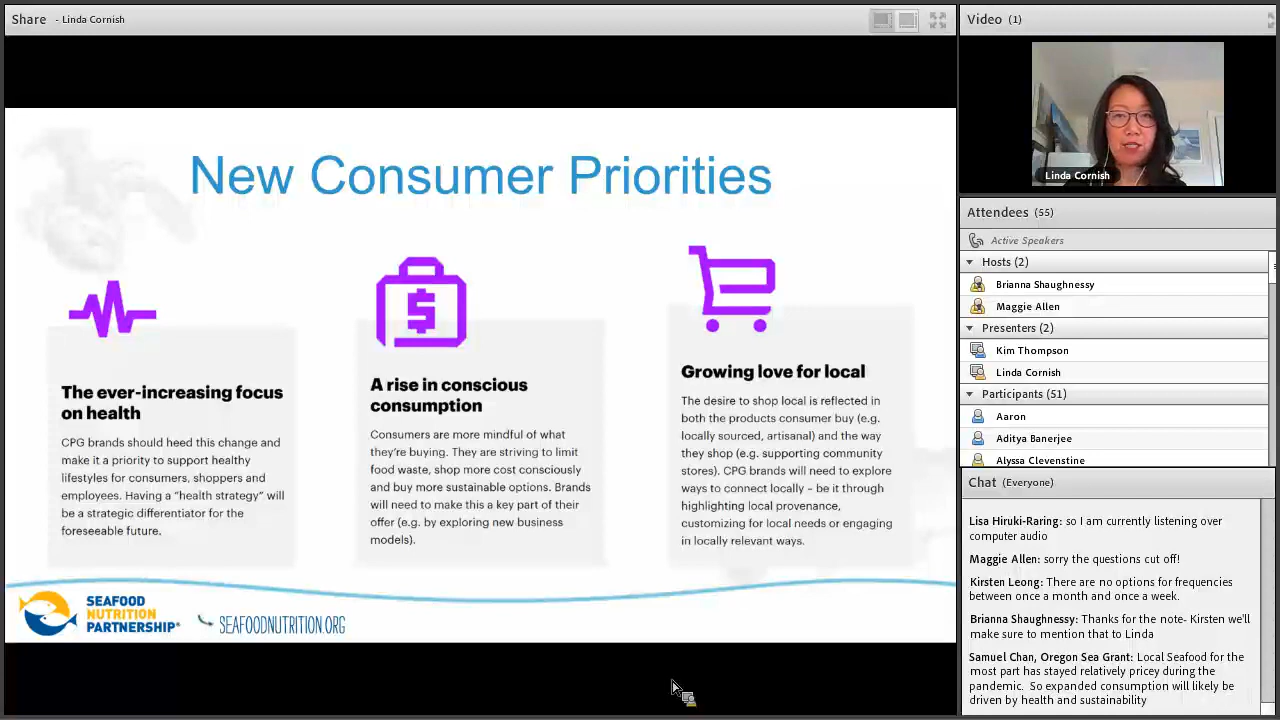 Share - Linda Cornish
New Consumer Priorities
The ever-increasing focus
on health
CPG brands should heed this change and
make it a priority to support healthy
lifestyles for consumers, shoppers and
employees. Having a “health strategy” will
be a strategic differentiator for the
foreseeable future.
$
A rise in conscious
consumption
Consumers are more mindful of what
they’re buying. They are striving to limit
food waste, shop more cost consciously
and buy more sustainable options. Brands
will need to make this a key part of their
offer (e.g. by exploring new business
models).
Growing love for local
The desire to shop local is reflected in
both the products consumer buy (e.g.
locally sourced, artisanal) and the way
they shop (e.g. supporting community
stores). CPG brands will need to explore
ways to connect locally – be it through
highlighting local provenance,
customizing for local needs or engaging
in locally relevant ways.
SEAFOOD
NUTRITION
PARTNERSHIP®
SEAFOODNUTRITION.ORG
Video (1)
Linda Cornish
Attendees (55)
Active Speakers
Hosts (2)
Brianna Shaughnessy
Maggie Allen
Presenters (2)
Kim Thompson
Linda Cornish
Participants (51)
Aaron
Aditya Banerjee
Alyssa Clevenstine
Chat (Everyone)
Lisa Hiruki-Raring: so I am currently listening over
computer audio
Maggie Allen: sorry the questions cut off!
Kirsten Leong: There are no options for frequencies
between once a month and once a week.
Brianna Shaughnessy: Thanks for the note- Kirsten we'll
make sure to mention that to Linda
Samuel Chan, Oregon Sea Grant: Local Seafood for the
most part has stayed relatively pricey during the
pandemic. So expanded consumption will likely be
driven by health and sustainability